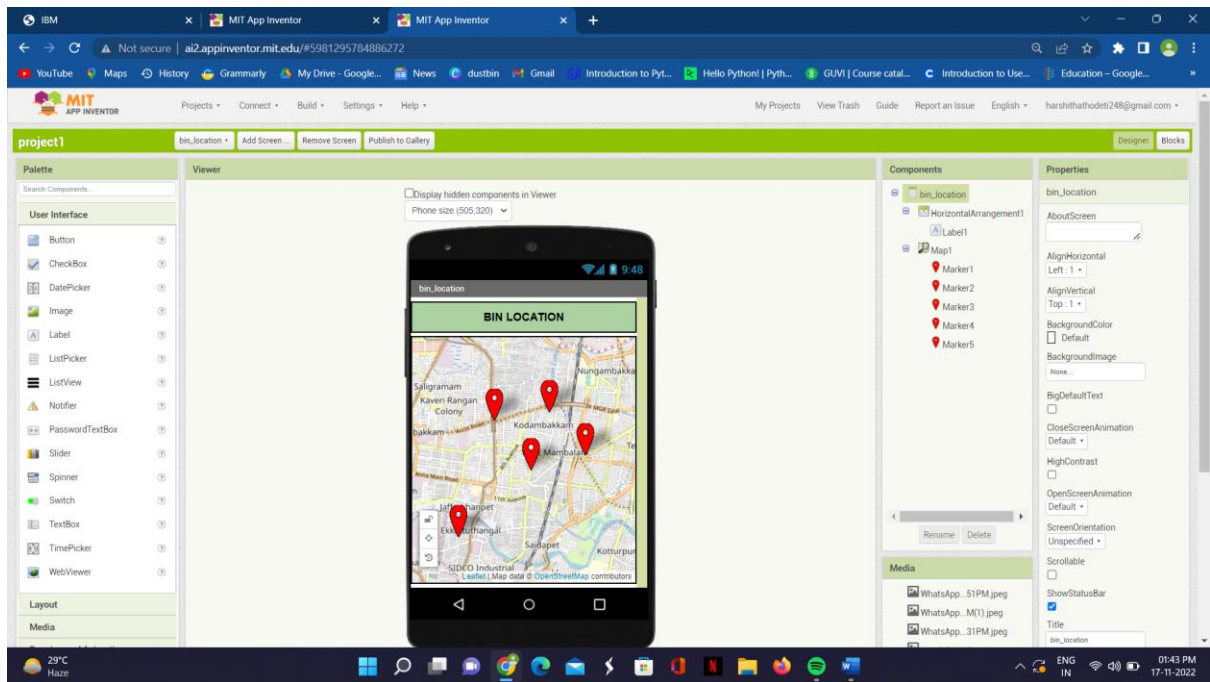 IBM
MIT App Inventor
MIT App Inventor
Not secure | ai2.appinventor.mit.edu/#5981295784886272
YouTube Maps History Grammarly My Drive - Google... News dustbin Gmail Introduction to Pyt... Hello Python! | Pyth... GUVI | Course catal... Introduction to Use... Education – Google... »
MIT
APP INVENTOR
Projects Connect Build Settings Help
My Projects View Trash Guide Report an Issue English harshithathodeti248@gmail.com
project1
bin_location Add Screen ... Remove Screen Publish to Gallery
Designer Blocks
Palette
Search Components...
User Interface
Button
CheckBox
DatePicker
Image
Label
ListPicker
ListView
Notifier
PasswordTextBox
Slider
Spinner
Switch
TextBox
TimePicker
WebViewer
Layout
Media
Viewer
Display hidden components in Viewer
Phone size (505,320)
9:48
bin_location
BIN LOCATION
Nungambakka
Saligramam
Kaveri Rangan
Colony
Kodambakkam
Mambalam
Saidapet
Kotturpur
SIDCO Industrial
Leaflet | Map data © OpenStreetMap contributors
Components
bin_location
HorizontalArrangement1
Label1
Map1
Marker1
Marker2
Marker3
Marker4
Marker5
Rename Delete
Media
WhatsApp...51PM.jpeg
WhatsApp...M(1).jpeg
WhatsApp...31PM.jpeg
Properties
bin_location
AboutScreen
AlignHorizontal
Left : 1
AlignVertical
Top : 1
BackgroundColor
Default
BackgroundImage
None...
BigDefaultText
CloseScreenAnimation
Default
HighContrast
OpenScreenAnimation
Default
ScreenOrientation
Unspecified
Scrollable
ShowStatusBar
Title
bin_location
29°C
Haze
ENG
IN
01:43 PM
17-11-2022